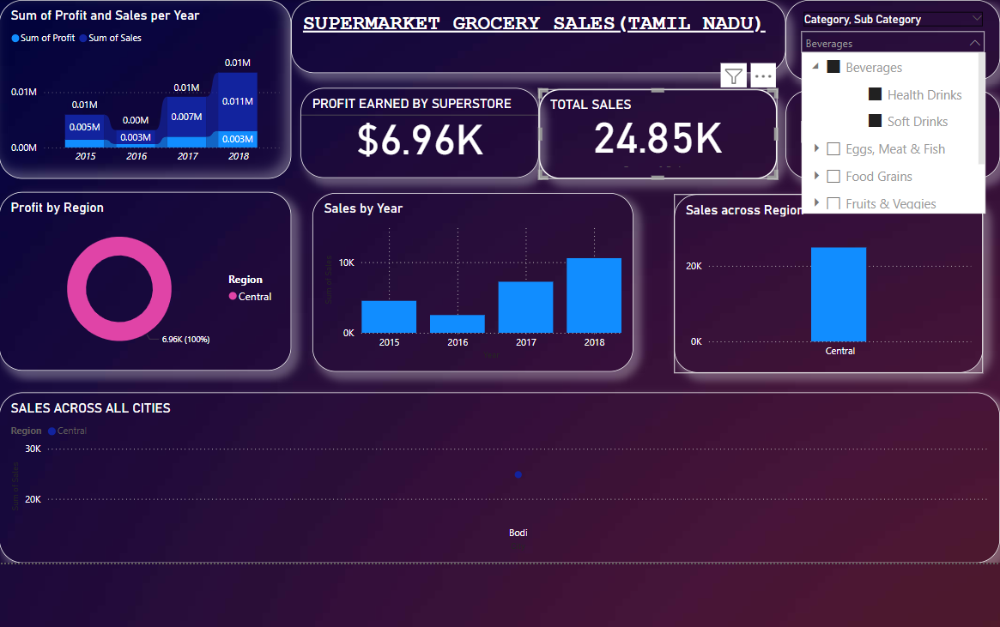 Sum of Profit and Sales per Year
Sum of Profit Sum of Sales
0.01M
0.01M
0.01M
0.01M
0.00M
0.011M
0.007M
0.005M
0.003M
0.003M
0.00M
2015 2016 2017 2018
SUPERMARKET GROCERY SALES(TAMIL NADU)
Category, Sub Category
Beverages
Beverages
Health Drinks
Soft Drinks
Eggs, Meat & Fish
Food Grains
Fruits & Veggies
PROFIT EARNED BY SUPERSTORE
$6.96K
TOTAL SALES
24.85K
Profit by Region
Region
Central
6.96K (100%)
Sales by Year
Sum of Sales
10K
0K
2015 2016 2017 2018
Year
Sales across Region
20K
0K
Central
SALES ACROSS ALL CITIES
Region Central
Sum of Sales
30K
20K
Bodi